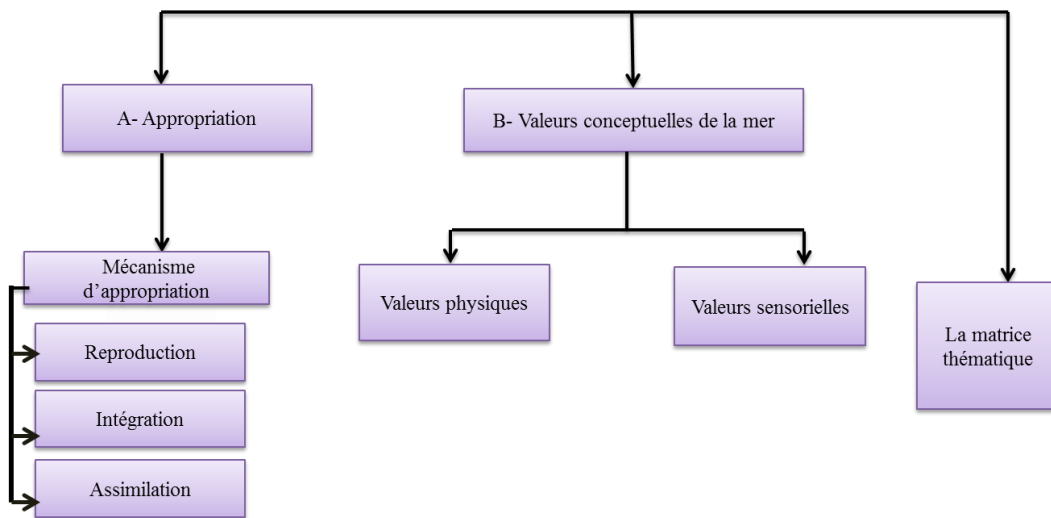 A- Appropriation
B- Valeurs conceptuelles de la mer
Mécanisme
d’appropriation
Reproduction
Intégration
Assimilation
Valeurs physiques
Valeurs sensorielles
La matrice
thématique